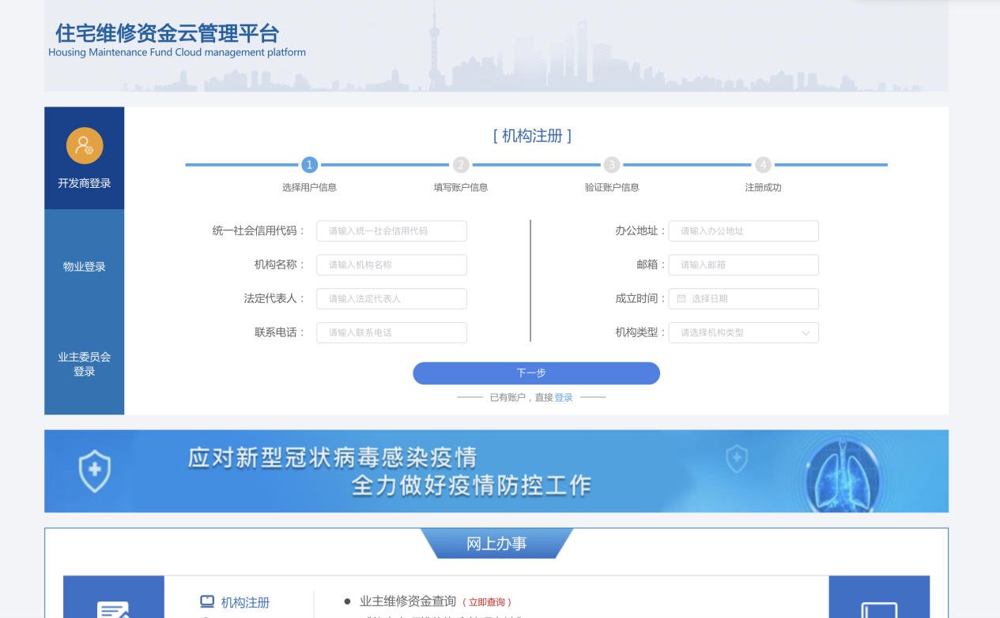 住宅维修资金云管理平台
Housing Maintenance Fund Cloud management platform
开发商登录
物业登录
业主委员会
登录
[ 机构注册 ]
1 2 3 4
选择用户信息 填写账户信息 验证账户信息 注册成功
统一社会信用代码： 请输入统一社会信用代码 办公地址： 请输入办公地址
机构名称： 请输入机构名称 邮箱： 请输入邮箱
法定代表人： 请输入法定代表人 成立时间： 选择日期
联系电话： 请输入联系电话 机构类型： 请选择机构类型
下一步
已有账户，直接登录
应对新型冠状病毒感染疫情
全力做好疫情防控工作
网上办事
机构注册 ● 业主维修资金查询（立即查询）